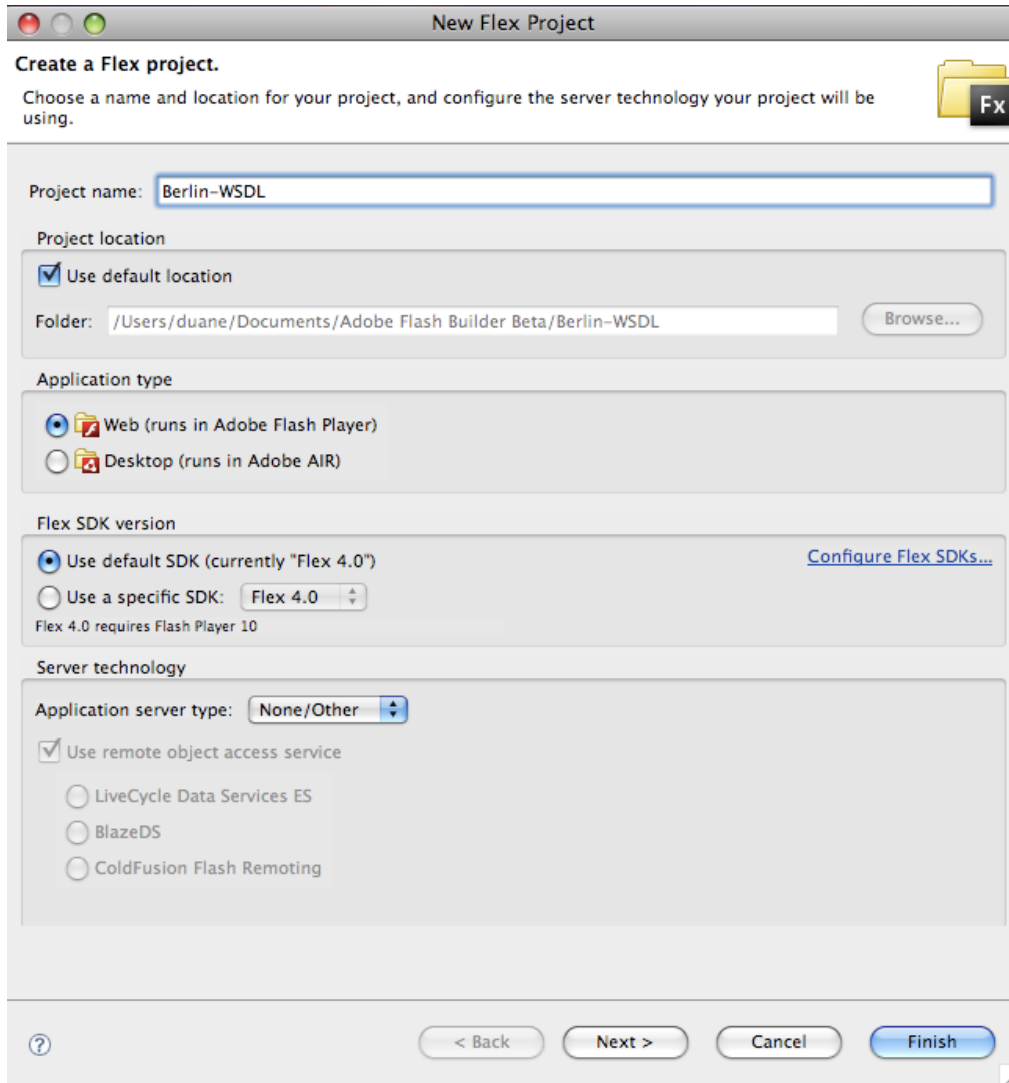 New Flex Project
Create a Flex project.
Choose a name and location for your project, and configure the server technology your project will be
using.
Fx
Project name: Berlin-WSDL
Project location
Use default location
Folder: /Users/duane/Documents/Adobe Flash Builder Beta/Berlin-WSDL Browse...
Application type
Web (runs in Adobe Flash Player)
Desktop (runs in Adobe AIR)
Flex SDK version
Use default SDK (currently "Flex 4.0") Configure Flex SDKs...
Use a specific SDK: Flex 4.0
Flex 4.0 requires Flash Player 10
Server technology
Application server type: None/Other
Use remote object access service
LiveCycle Data Services ES
BlazeDS
ColdFusion Flash Remoting
? < Back Next > Cancel Finish